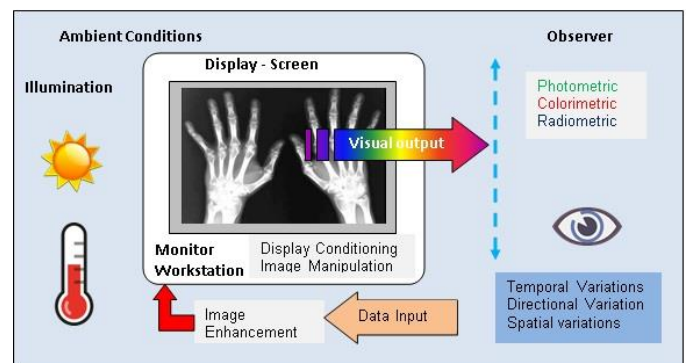 Ambient Conditions
Observer
Illumination
Display - Screen
Photometric
Colorimetric
Radiometric
Visual output
Monitor
Workstation
Display Conditioning
Image Manipulation
Temporal Variations
Directional Variation
Spatial variations
Image
Enhancement
Data Input